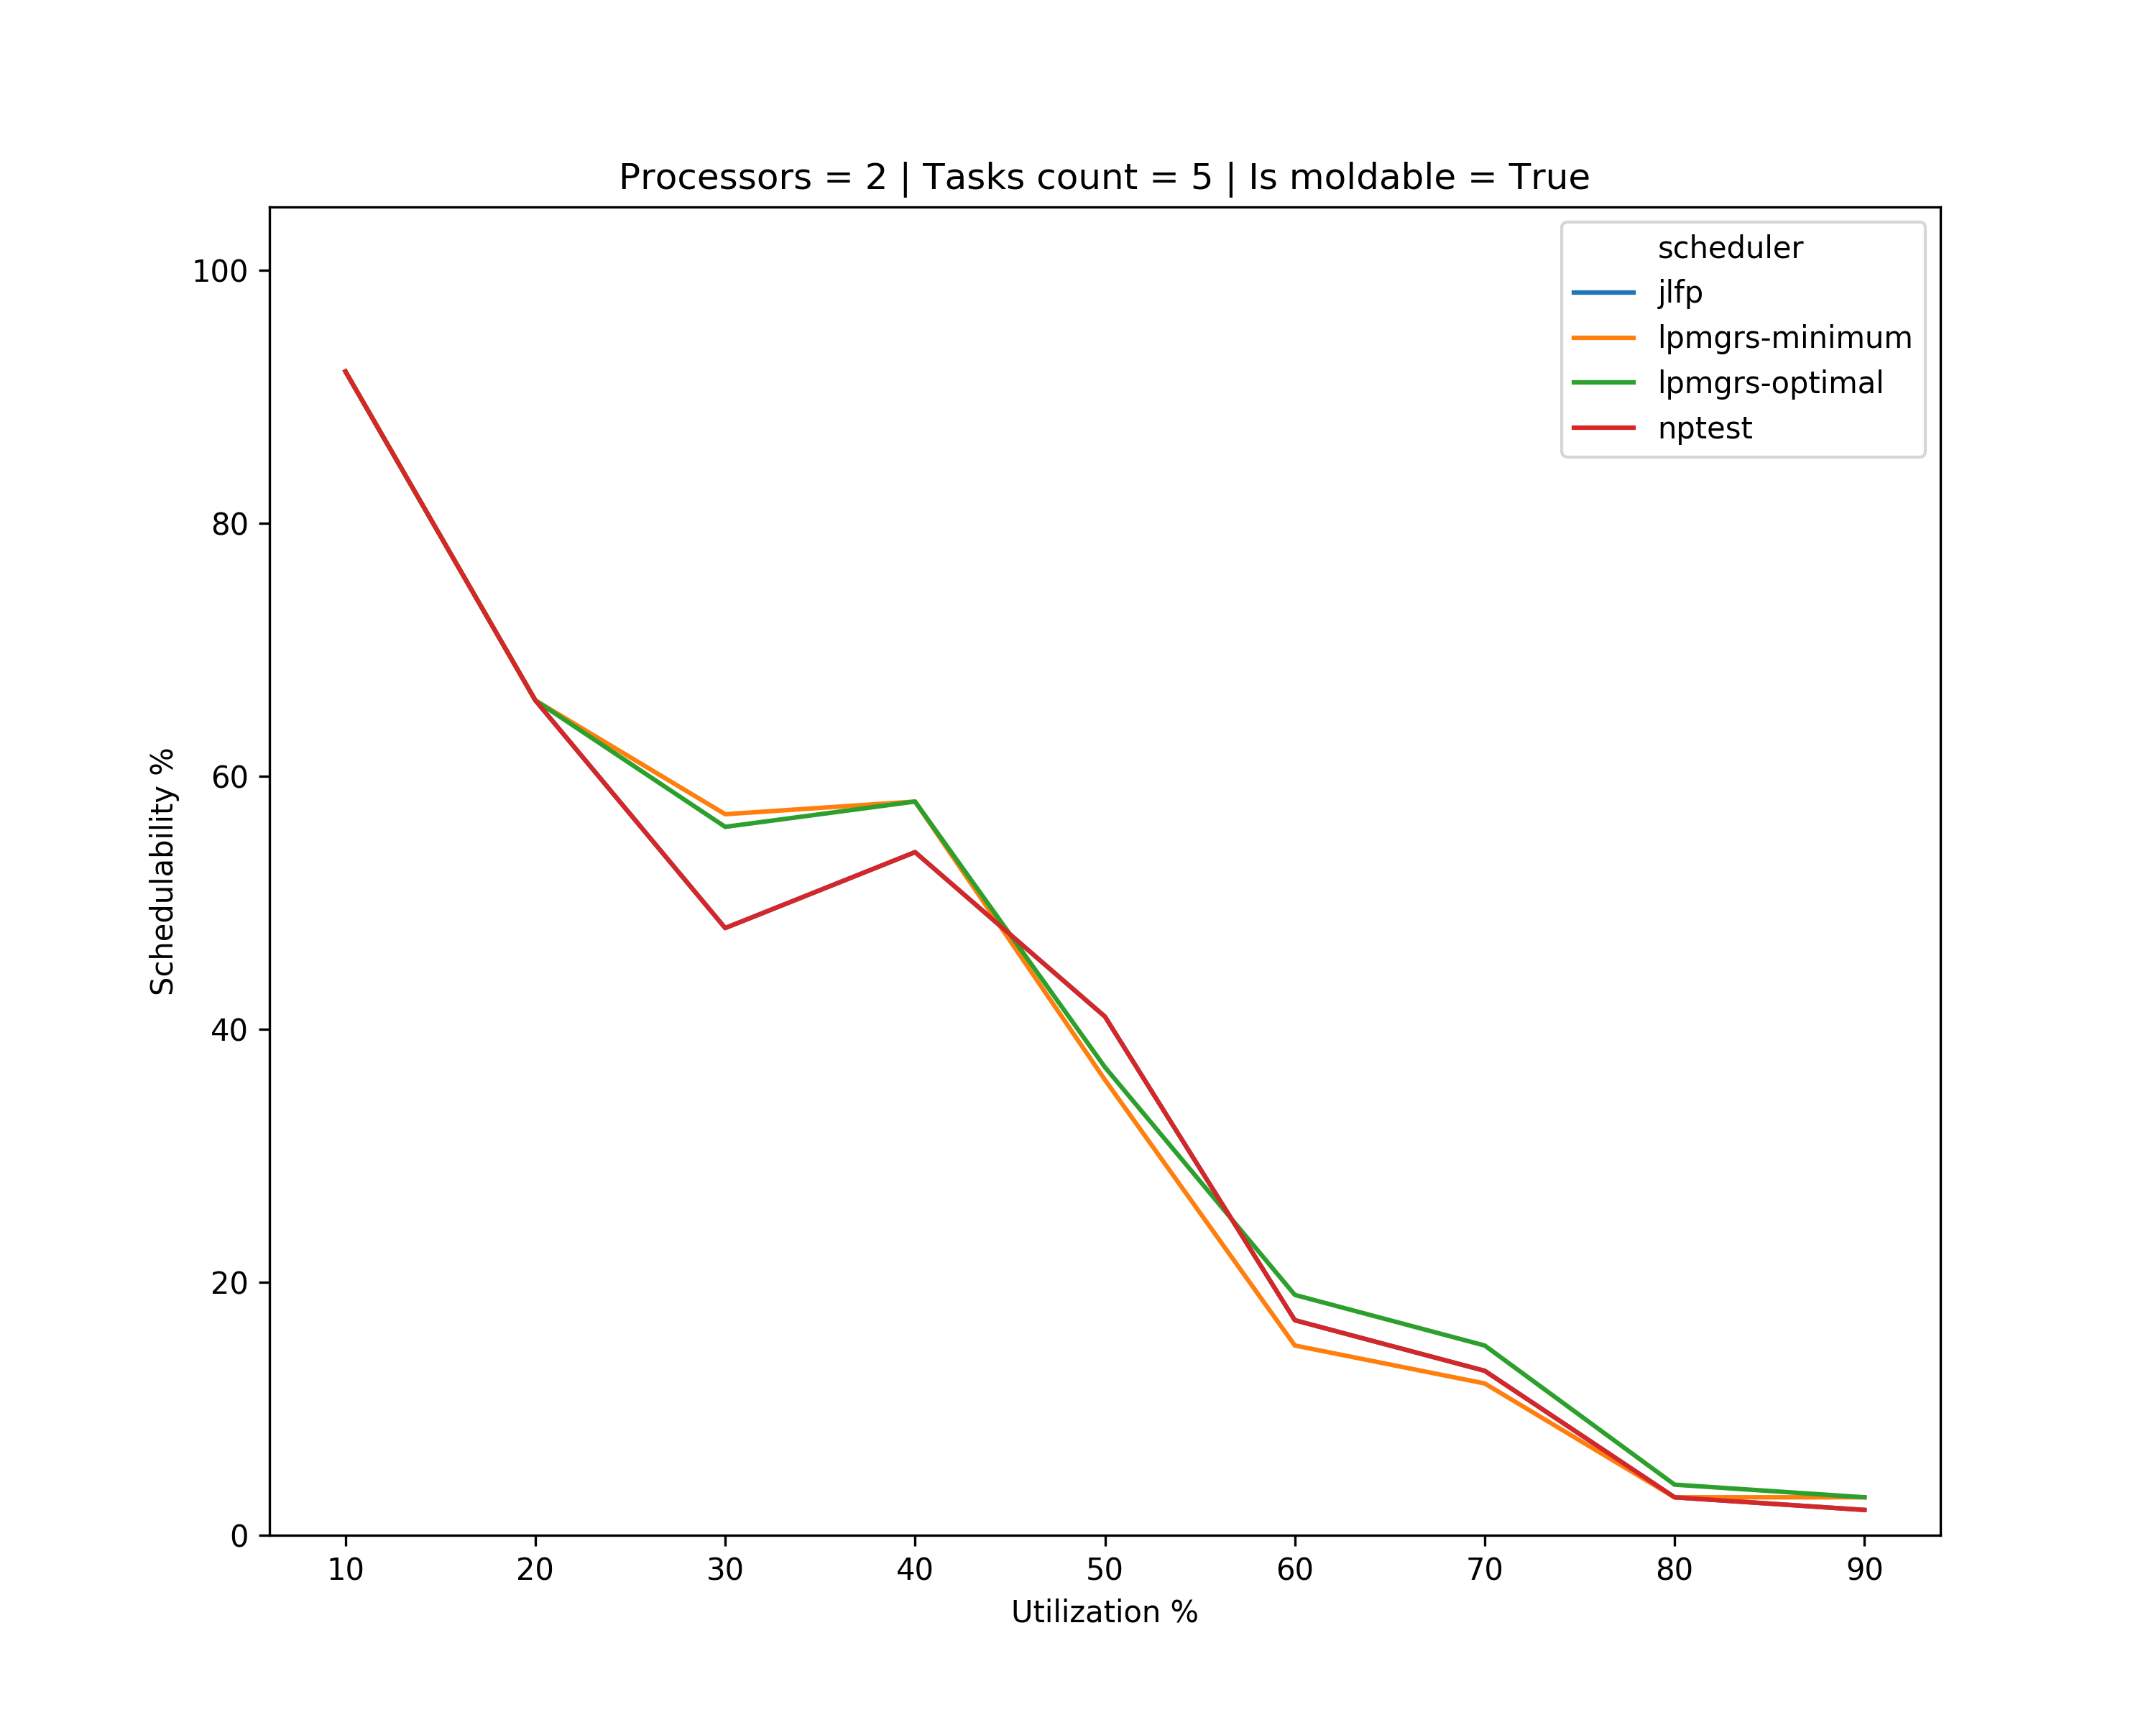 Processors = 2 | Tasks count = 5 | Is moldable = True
scheduler
jlfp
lpmgrs-minimum
lpmgrs-optimal
nptest
Schedulability %
100
80
60
40
20
0
10 20 30 40 50 60 70 80 90
Utilization %